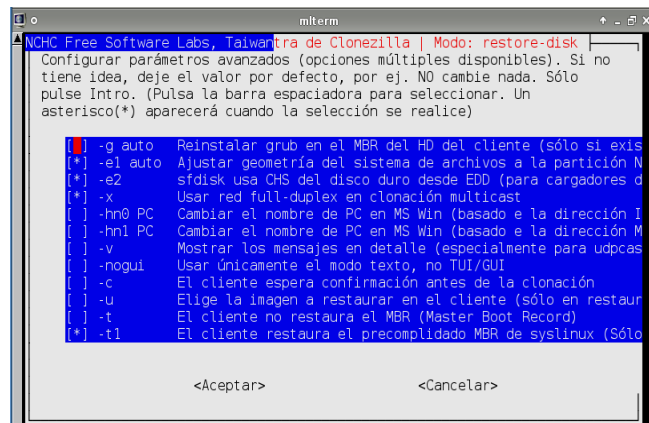 mlterm
NCHC Free Software Labs, Taiwantra de Clonezilla | Modo: restore-disk
Configurar parámetros avanzados (opciones múltiples disponibles). Si no
tiene idea, deje el valor por defecto, por ej. NO cambie nada. Sólo
pulse Intro. (Pulsa la barra espaciadora para seleccionar. Un
asterisco(*) aparecerá cuando la selección se realice)
[ ] -g auto Reinstalar grub en el MBR del HD del cliente (sólo si exis
[*] -e1 auto Ajustar geometría del sistema de archivos a la partición N
[*] -e2 sfdisk usa CHS del disco duro desde EDD (para cargadores d
[*] -x Usar red full-duplex en clonación multicast
[ ] -hn0 PC Cambiar el nombre de PC en MS Win (basado e la dirección I
[ ] -hn1 PC Cambiar el nombre de PC en MS Win (basado e la dirección M
[ ] -v Mostrar los mensajes en detalle (especialmente para udpcas
[ ] -nogui Usar únicamente el modo texto, no TUI/GUI
[ ] -c El cliente espera confirmación antes de la clonación
[ ] -u Elige la imagen a restaurar en el cliente (sólo en restaur
[ ] -t El cliente no restaura el MBR (Master Boot Record)
[*] -t1 El cliente restaura el precomplidado MBR de syslinux (Sólo
<Aceptar> <Cancelar>